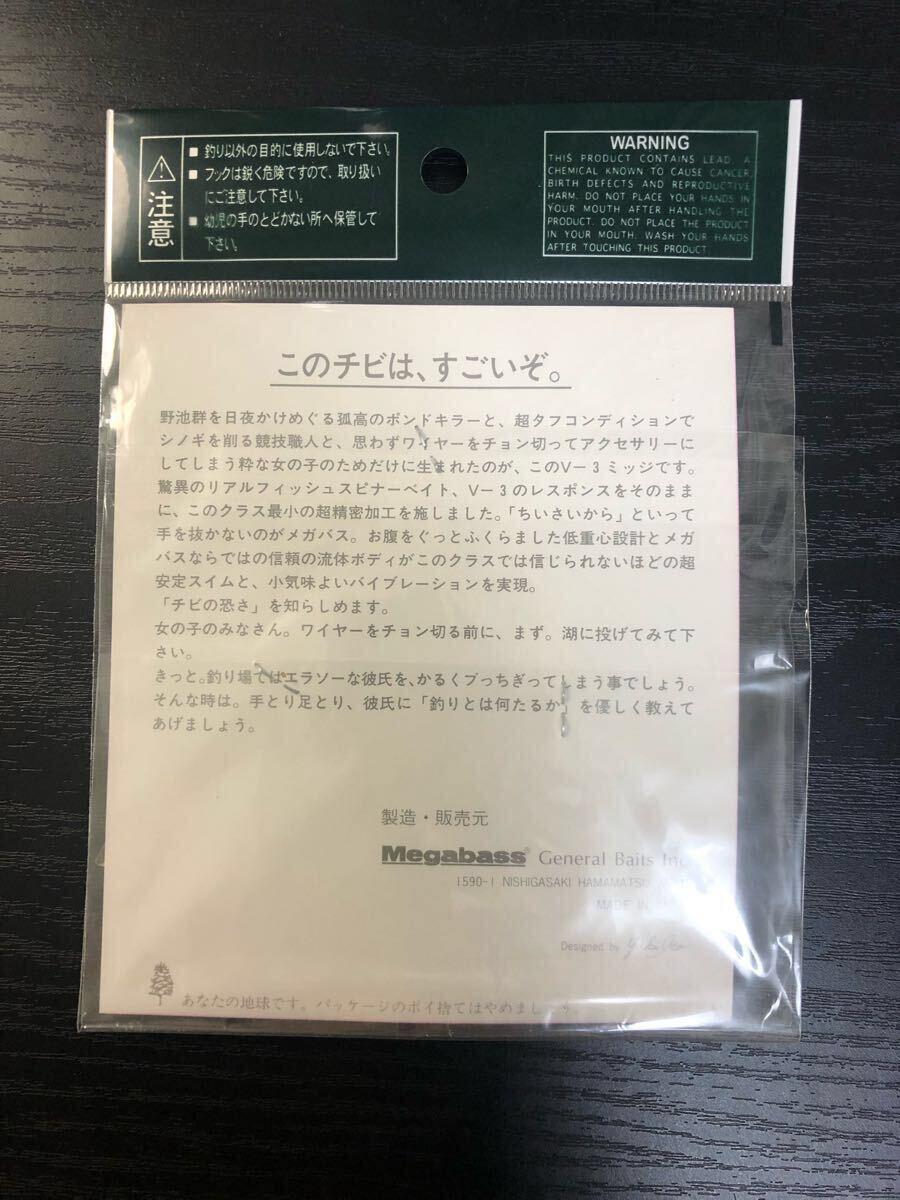 注意
■ 釣り以外の目的に使用しないで下さい。
■ フックは鋭く危険ですので、取り扱い
にご注意して下さい。
■ 幼児の手のとどかない所へ保管して
下さい。
WARNING
THIS PRODUCT CONTAINS LEAD, A
CHEMICAL KNOWN TO CAUSE CANCER,
BIRTH DEFECTS AND REPRODUCTIVE
HARM. DO NOT PLACE YOUR HANDS IN
YOUR MOUTH AFTER HANDLING THE
PRODUCT. DO NOT PLACE THE PRODUCT
IN YOUR MOUTH. WASH YOUR HANDS
AFTER TOUCHING THIS PRODUCT.
このチビは、すごいぞ。
野池群を日夜かけめぐる孤高のポンドキラーと、超タフコンディションで
シノギを削る競技職人と、思わずワイヤーをチョン切ってアクセサリーに
してしまう粋な女の子のためだけに生まれたのが、このV－3ミッジです。
驚異のリアルフィッシュスピナーベイト、V－3のレスポンスをそのまま
に、このクラス最小の超精密加工を施しました。「ちいさいから」といって
手を抜かないのがメガバス。お腹をぐっとふくらました低重心設計とメガ
バスならではの信頼の流体ボディがこのクラスでは信じられないほどの超
安定スイムと、小気味よいバイブレーションを実現。
「チビの恐さ」を知らしめます。
女の子のみなさん。ワイヤーをチョン切る前に、まず。湖に投げてみて下
さい。
きっと。釣り場ではエラソーな彼氏を、かるくブっちぎってしまう事でしょう。
そんな時は。手とり足とり、彼氏に「釣りとは何たるか」を優しく教えて
あげましょう。
製造・販売元
Megabass® General Baits Inc.
1590-1 NISHIGASAKI HAMAMATSU
MADE IN
Designed by
あなたの地球です。パッケージのポイ捨てはやめましょう。